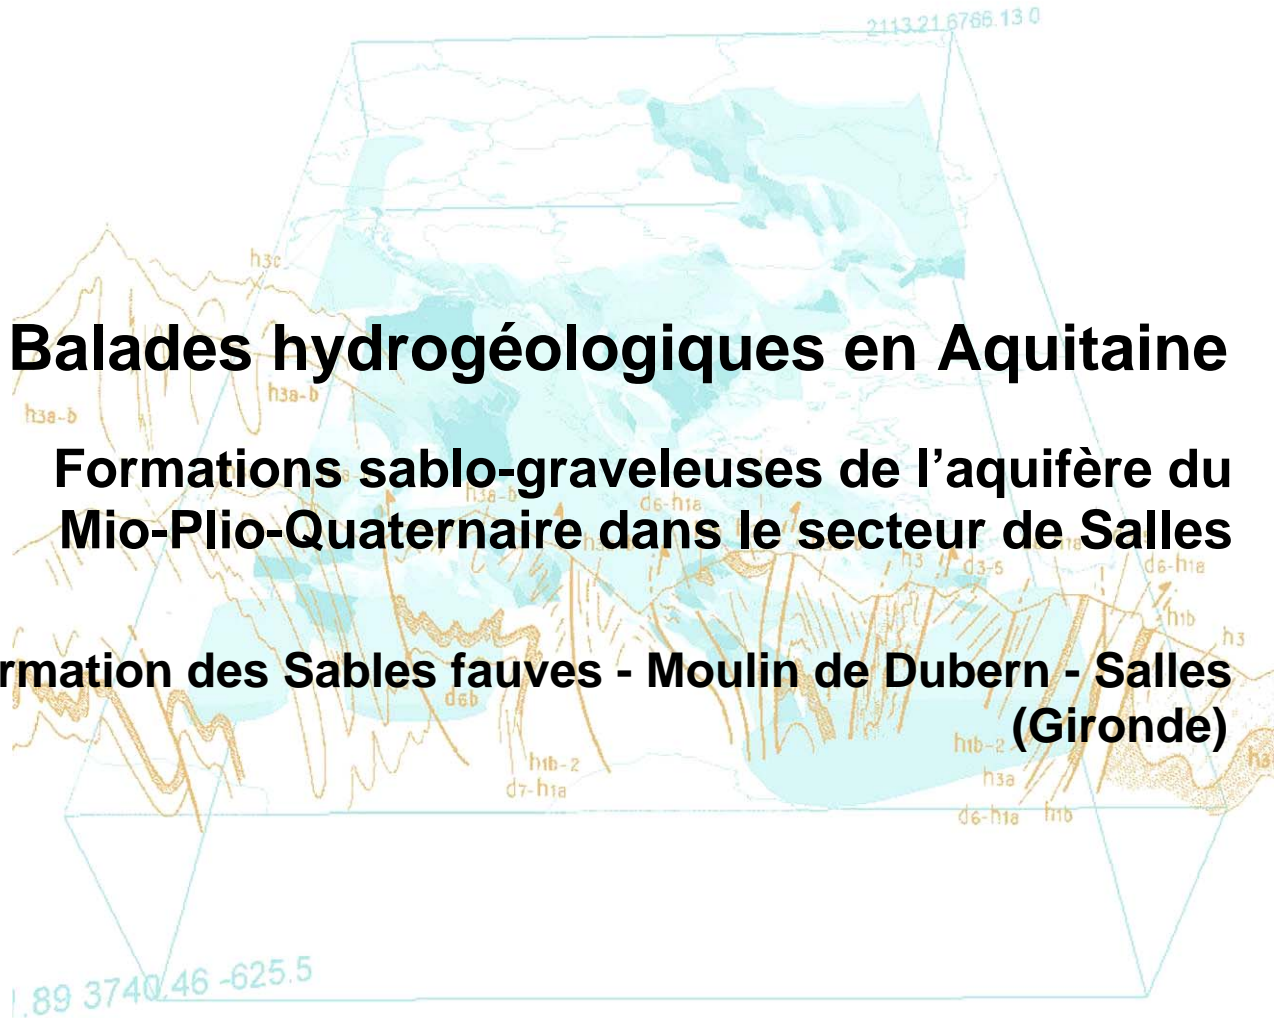 2113.21 6766.13 0
h3c
Balades hydrogéologiques en Aquitaine
h3a-b
h3a-b
Formations sablo-graveleuses de l’aquifère du
h3a-b
d6-h1a
Mio-Plio-Quaternaire dans le secteur de Salles
h3
d3-5
d6-h1a
h1b
h3
rmation des Sables fauves - Moulin de Dubern - Salles
d6b
(Gironde)
h1b-2
h1b-2
h3a
d7-h1a
d6-h1a
h1b
.89 3740.46 -625.5